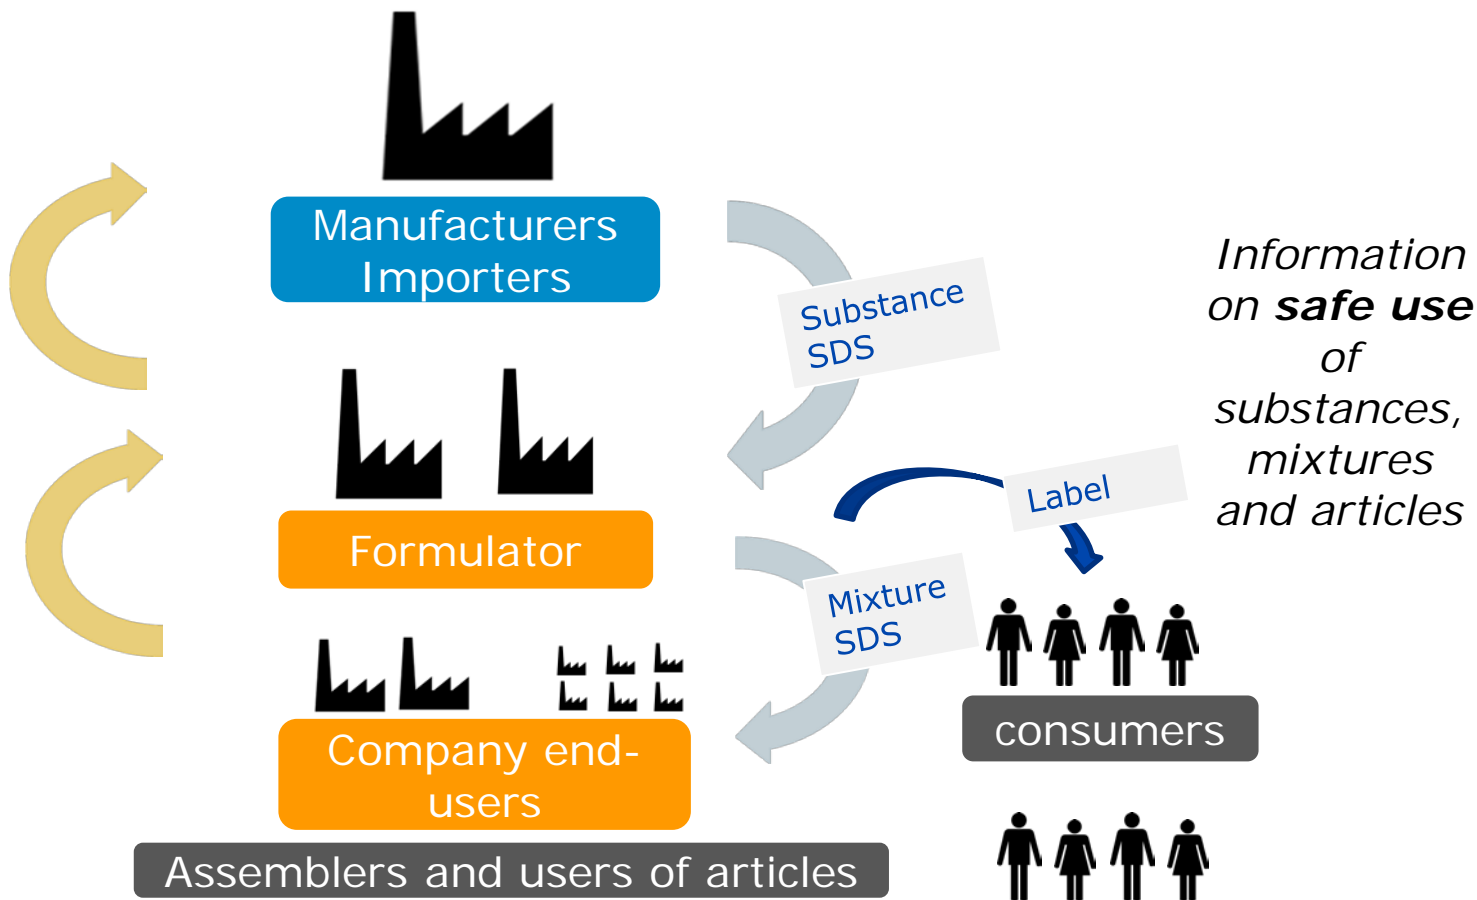 Manufacturers
Importers
Substance
SDS
Information
on safe use
of
substances,
mixtures
and articles
Label
Formulator
Mixture
SDS
consumers
Company end-
users
Assemblers and users of articles